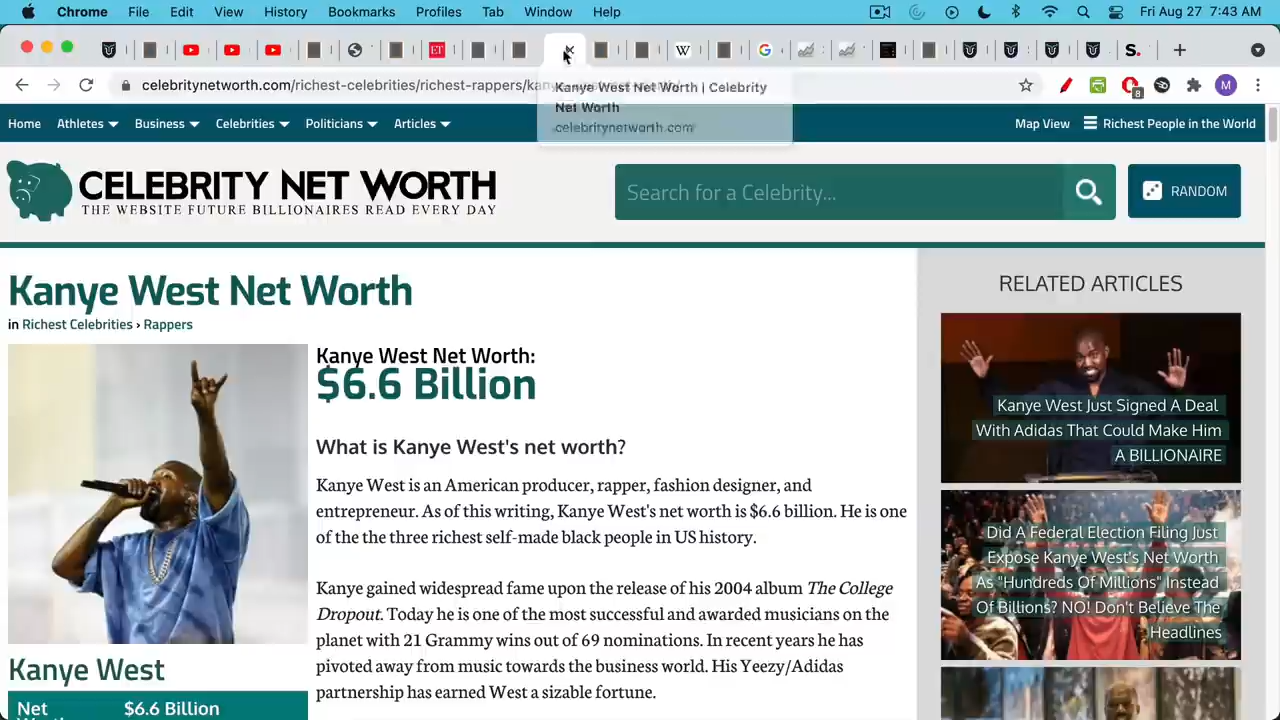 Chrome File Edit View History Bookmarks Profiles Tab Window Help Fri Aug 27 7:43 AM
ET W G S.
celebritynetworth.com/richest-celebrities/richest-rappers/kan 8 M
Kanye West Net Worth | Celebrity
Net Worth
celebritynetworth.com
Home Athletes Business Celebrities Politicians Articles Map View Richest People in the World
CELEBRITY NET WORTH
THE WEBSITE FUTURE BILLIONAIRES READ EVERY DAY
Search for a Celebrity...
RANDOM
Kanye West Net Worth
in Richest Celebrities › Rappers
Kanye West Net Worth:
$6.6 Billion
What is Kanye West's net worth?
Kanye West is an American producer, rapper, fashion designer, and
entrepreneur. As of this writing, Kanye West's net worth is $6.6 billion. He is one
of the the three richest self-made black people in US history.
Kanye gained widespread fame upon the release of his 2004 album The College
Dropout. Today he is one of the most successful and awarded musicians on the
planet with 21 Grammy wins out of 69 nominations. In recent years he has
pivoted away from music towards the business world. His Yeezy/Adidas
partnership has earned West a sizable fortune.
Kanye West
Net $6.6 Billion
RELATED ARTICLES
Kanye West Just Signed A Deal
With Adidas That Could Make Him
A BILLIONAIRE
Did A Federal Election Filing Just
Expose Kanye West's Net Worth
As "Hundreds Of Millions" Instead
Of Billions? NO! Don't Believe The
Headlines